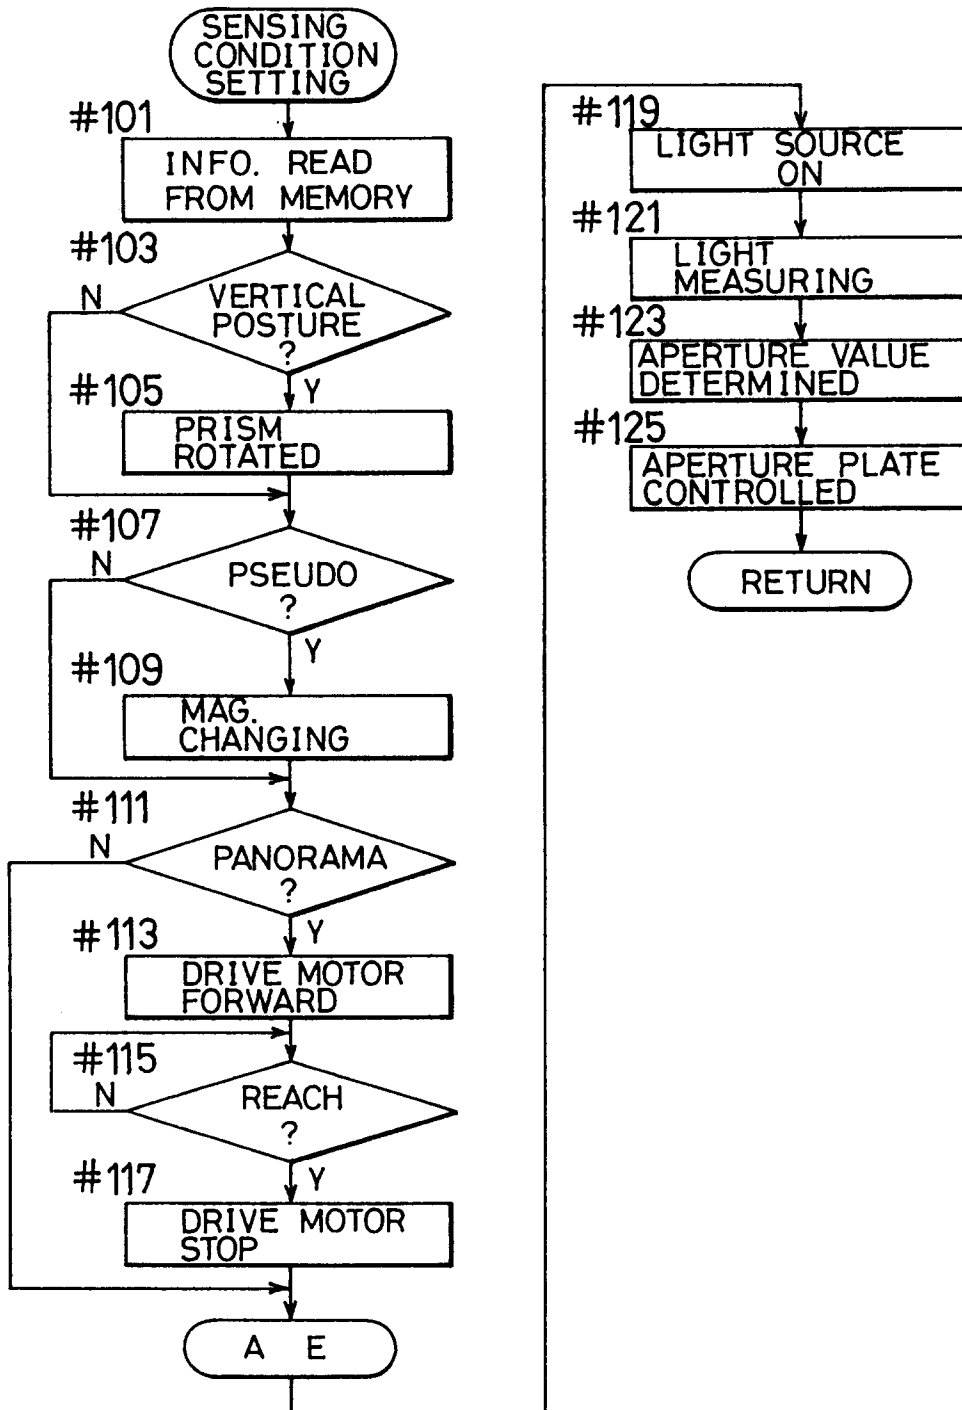 SENSING
CONDITION
SETTING
#101
INFO. READ
FROM MEMORY
#103
N
VERTICAL
POSTURE
?
Y
#105
PRISM
ROTATED
#107
N
PSEUDO
?
Y
#109
MAG.
CHANGING
#111
N
PANORAMA
?
Y
#113
DRIVE MOTOR
FORWARD
#115
N
REACH
?
Y
#117
DRIVE MOTOR
STOP
A E
#119
LIGHT SOURCE
ON
#121
LIGHT
MEASURING
#123
APERTURE VALUE
DETERMINED
#125
APERTURE PLATE
CONTROLLED
RETURN